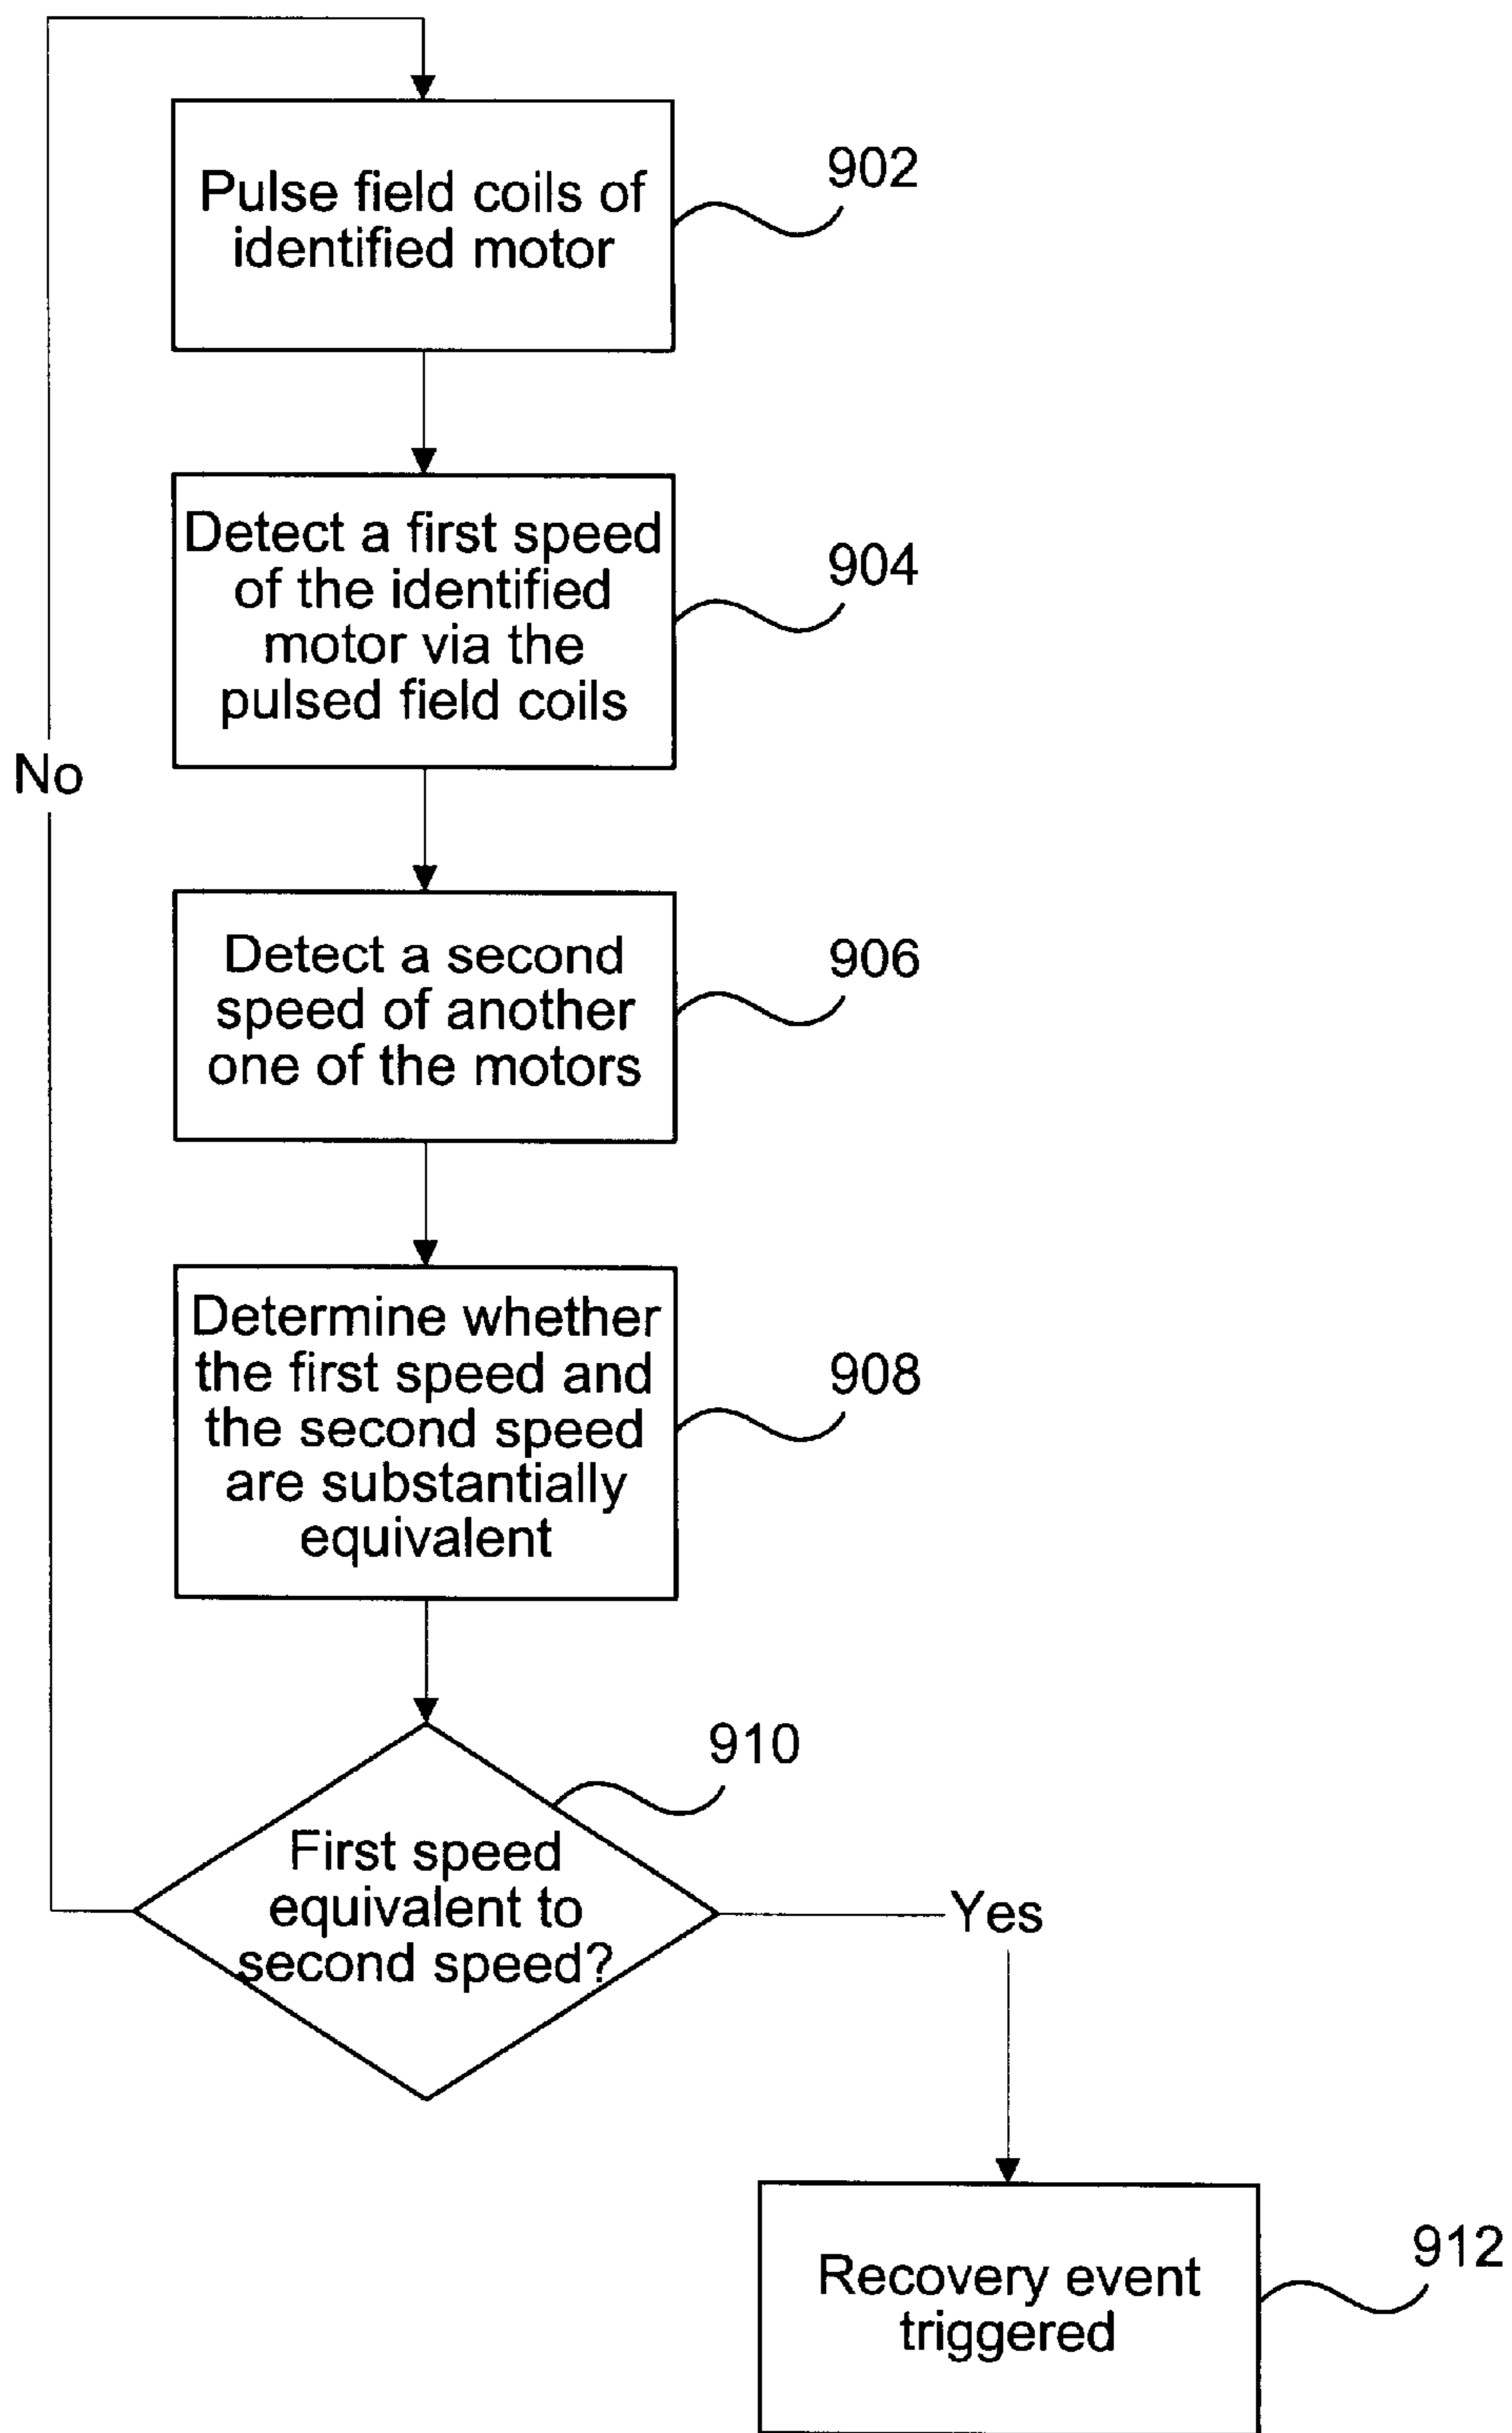 Pulse field coils of
identified motor
902
Detect a first speed
of the identified
motor via the
pulsed field coils
904
No
Detect a second
speed of another
one of the motors
906
Determine whether
the first speed and
the second speed
are substantially
equivalent
908
910
First speed
equivalent to
second speed?
Yes
Recovery event
triggered
912